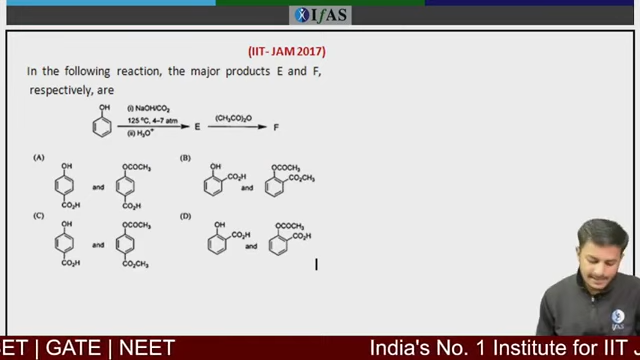 IfAS
(IIT- JAM 2017)
In the following reaction, the major products E and F,
respectively, are
OH
(i) NaOH/CO₂
125 °C, 4-7 atm
(ii) H₃O⁺
E
(CH₃CO)₂O
F
(A)
OH
CO₂H
and
OCOCH₃
CO₂H
(B)
OH
CO₂H
and
OCOCH₃
CO₂CH₃
(C)
OH
CO₂H
and
OCOCH₃
CO₂CH₃
(D)
OH
CO₂H
and
OCOCH₃
CO₂H
SET | GATE | NEET
India's No. 1 Institute for IIT J